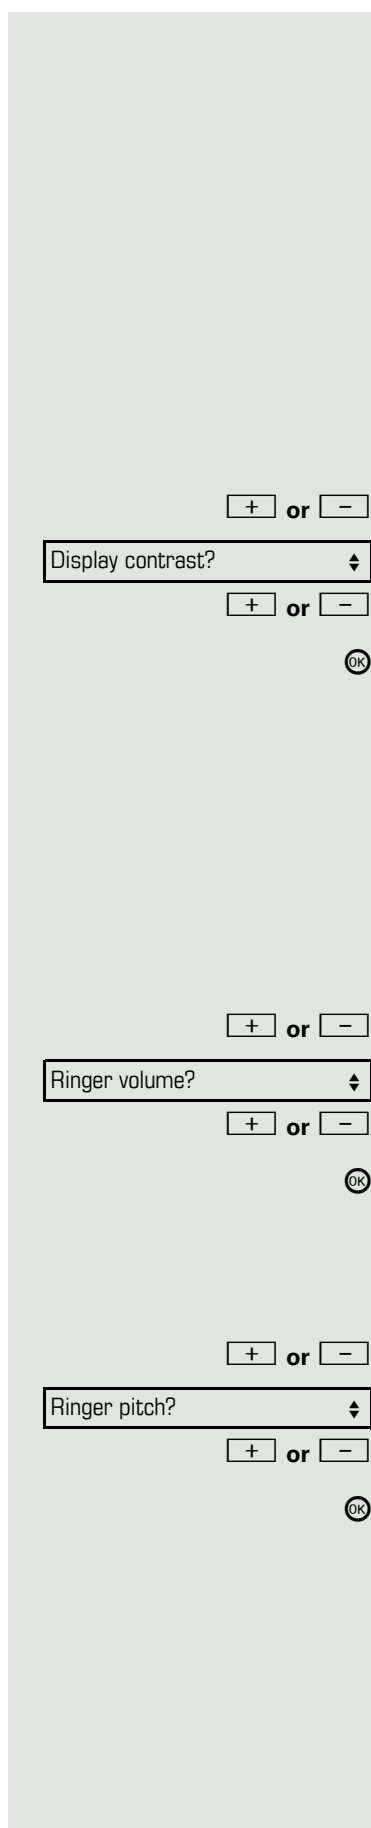 + or −
Display contrast?
+ or −
OK
+ or −
Ringer volume?
+ or −
OK
+ or −
Ringer pitch?
+ or −
OK